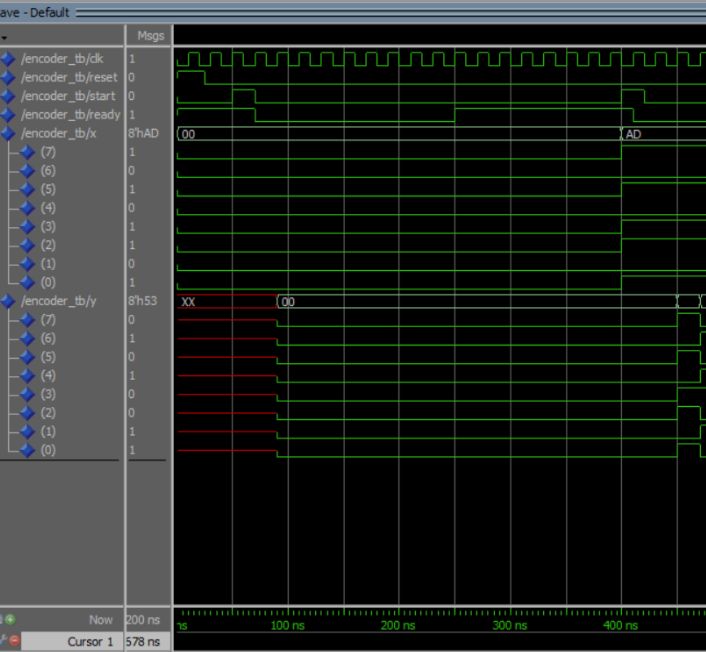 ave - Default
Msgs
/encoder_tb/clk 1
/encoder_tb/reset 0
/encoder_tb/start 0
/encoder_tb/ready 1
/encoder_tb/x 8'hAD 00 AD
(7) 1
(6) 0
(5) 1
(4) 0
(3) 1
(2) 1
(1) 0
(0) 1
/encoder_tb/y 8'h53 XX 00
(7) 0
(6) 1
(5) 0
(4) 1
(3) 0
(2) 0
(1) 1
(0) 1
Now 200 ns ns 100 ns 200 ns 300 ns 400 ns
Cursor 1 578 ns